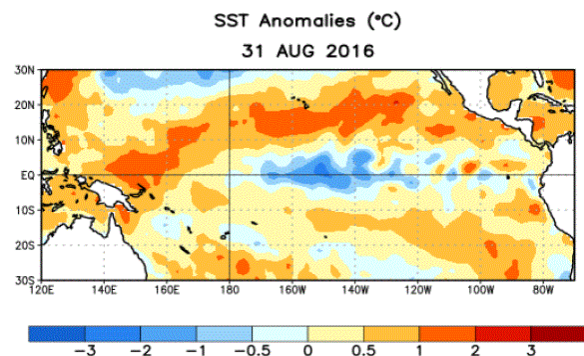 SST Anomalies (°C)
31 AUG 2016
30N
20N
10N
EQ
10S
20S
30S
120E 140E 160E 180 160W 140W 120W 100W 80W
−3 −2 −1 −0.5 0 0.5 1 2 3